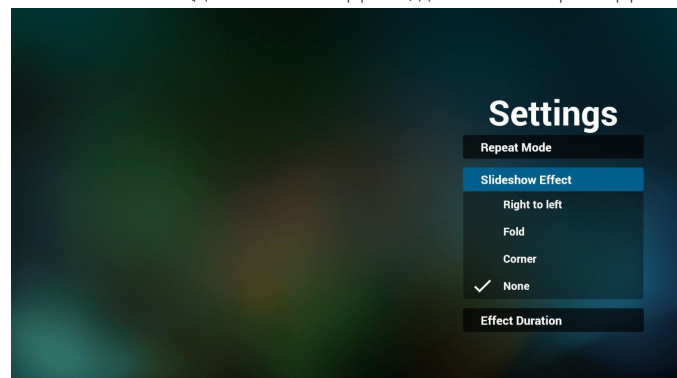 Settings
Repeat Mode
Slideshow Effect
Right to left
Fold
Corner
None
Effect Duration